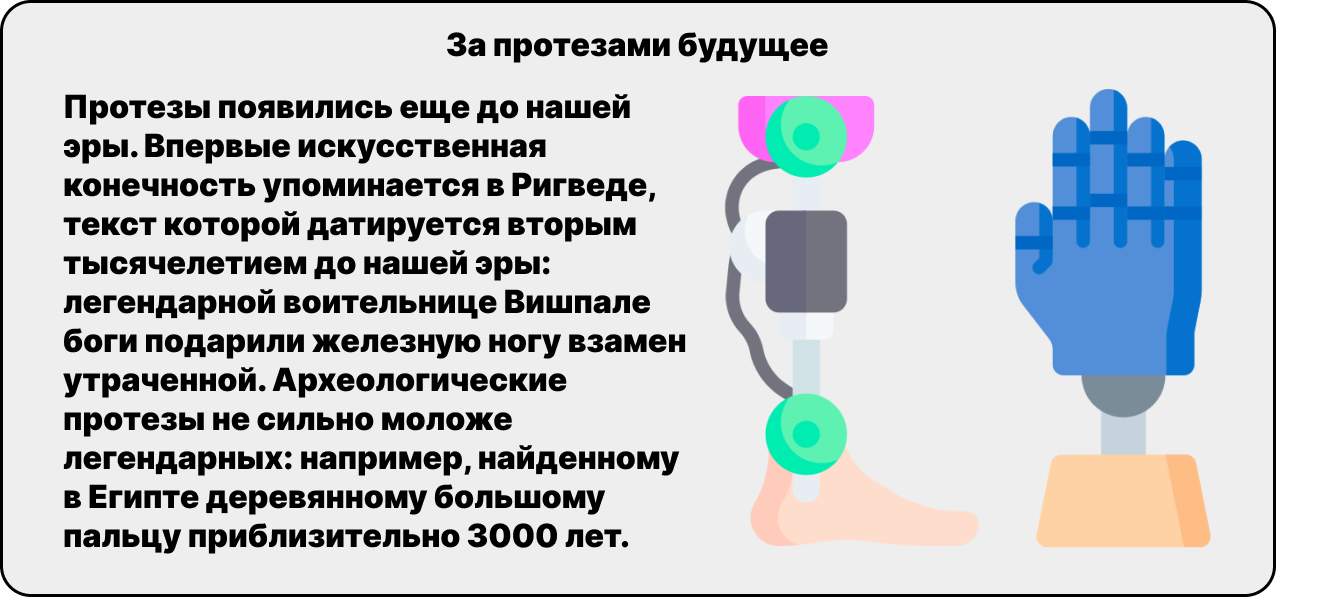 За протезами будущее
Протезы появились еще до нашей
эры. Впервые искусственная
конечность упоминается в Ригведе,
текст которой датируется вторым
тысячелетием до нашей эры:
легендарной воительнице Вишпале
боги подарили железную ногу взамен
утраченной. Археологические
протезы не сильно моложе
легендарных: например, найденному
в Египте деревянному большому
пальцу приблизительно 3000 лет.